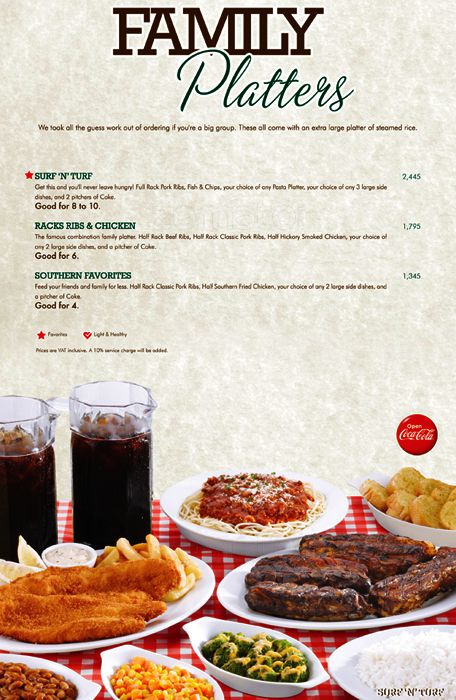 FAMILY
Platters
We took all the guess work out of ordering if you're a big group. These all come with an extra large platter of steamed rice.
SURF 'N' TURF 2,445
Get this and you'll never leave hungry! Full Rack Pork Ribs, Fish & Chips, your choice of any Pasta Platter, your choice of any 3 large side
dishes, and 2 pitchers of Coke.
Good for 8 to 10.
RACKS RIBS & CHICKEN 1,795
The famous combination family platter. Half Rack Beef Ribs, Half Rack Classic Pork Ribs, Half Hickory Smoked Chicken, your choice of
any 2 large side dishes, and a pitcher of Coke.
Good for 6.
SOUTHERN FAVORITES 1,345
Feed your friends and family for less. Half Rack Classic Pork Ribs, Half Southern Fried Chicken, your choice of any 2 large side dishes, and
a pitcher of Coke.
Good for 4.
Favorites Light & Healthy
Prices are VAT inclusive. A 10% service charge will be added.
Open
Coca-Cola
SURF 'N' TURF